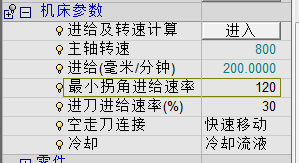 机床参数
进给及转速计算 进入
主轴转速 800
进给(毫米/分钟) 200.0000
最小拐角进给速率 120
进刀进给速率(%) 30
空走刀连接 快速移动
冷却 冷却流液
零件